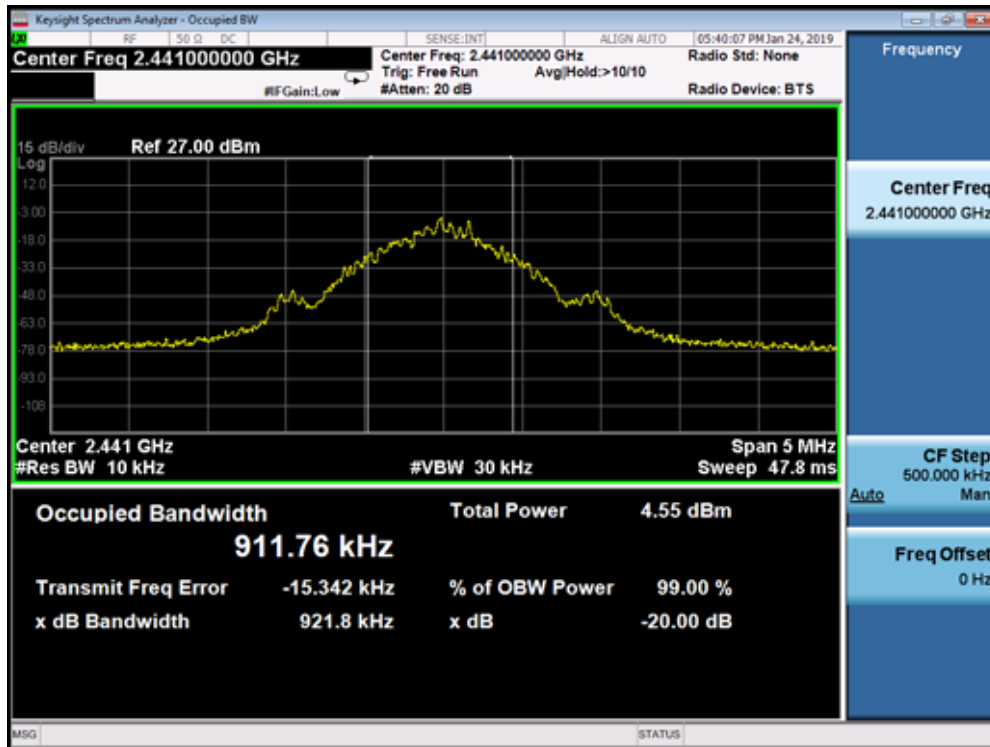 Keysight Spectrum Analyzer - Occupied BW
RF 50 Ω DC SENSE:INT ALIGN AUTO 05:40:07 PM Jan 24, 2019
Center Freq 2.441000000 GHz
Center Freq: 2.441000000 GHz Radio Std: None
Trig: Free Run Avg|Hold:>10/10
#IFGain:Low #Atten: 20 dB Radio Device: BTS
15 dB/div Ref 27.00 dBm
Log
12.0
-3.00
-18.0
-33.0
-48.0
-63.0
-78.0
-93.0
-108
Center 2.441 GHz Span 5 MHz
#Res BW 10 kHz #VBW 30 kHz Sweep 47.8 ms
Occupied Bandwidth Total Power 4.55 dBm
911.76 kHz
Transmit Freq Error -15.342 kHz % of OBW Power 99.00 %
x dB Bandwidth 921.8 kHz x dB -20.00 dB
MSG STATUS
Frequency
Center Freq
2.441000000 GHz
CF Step
500.000 kHz
Auto Man
Freq Offset
0 Hz